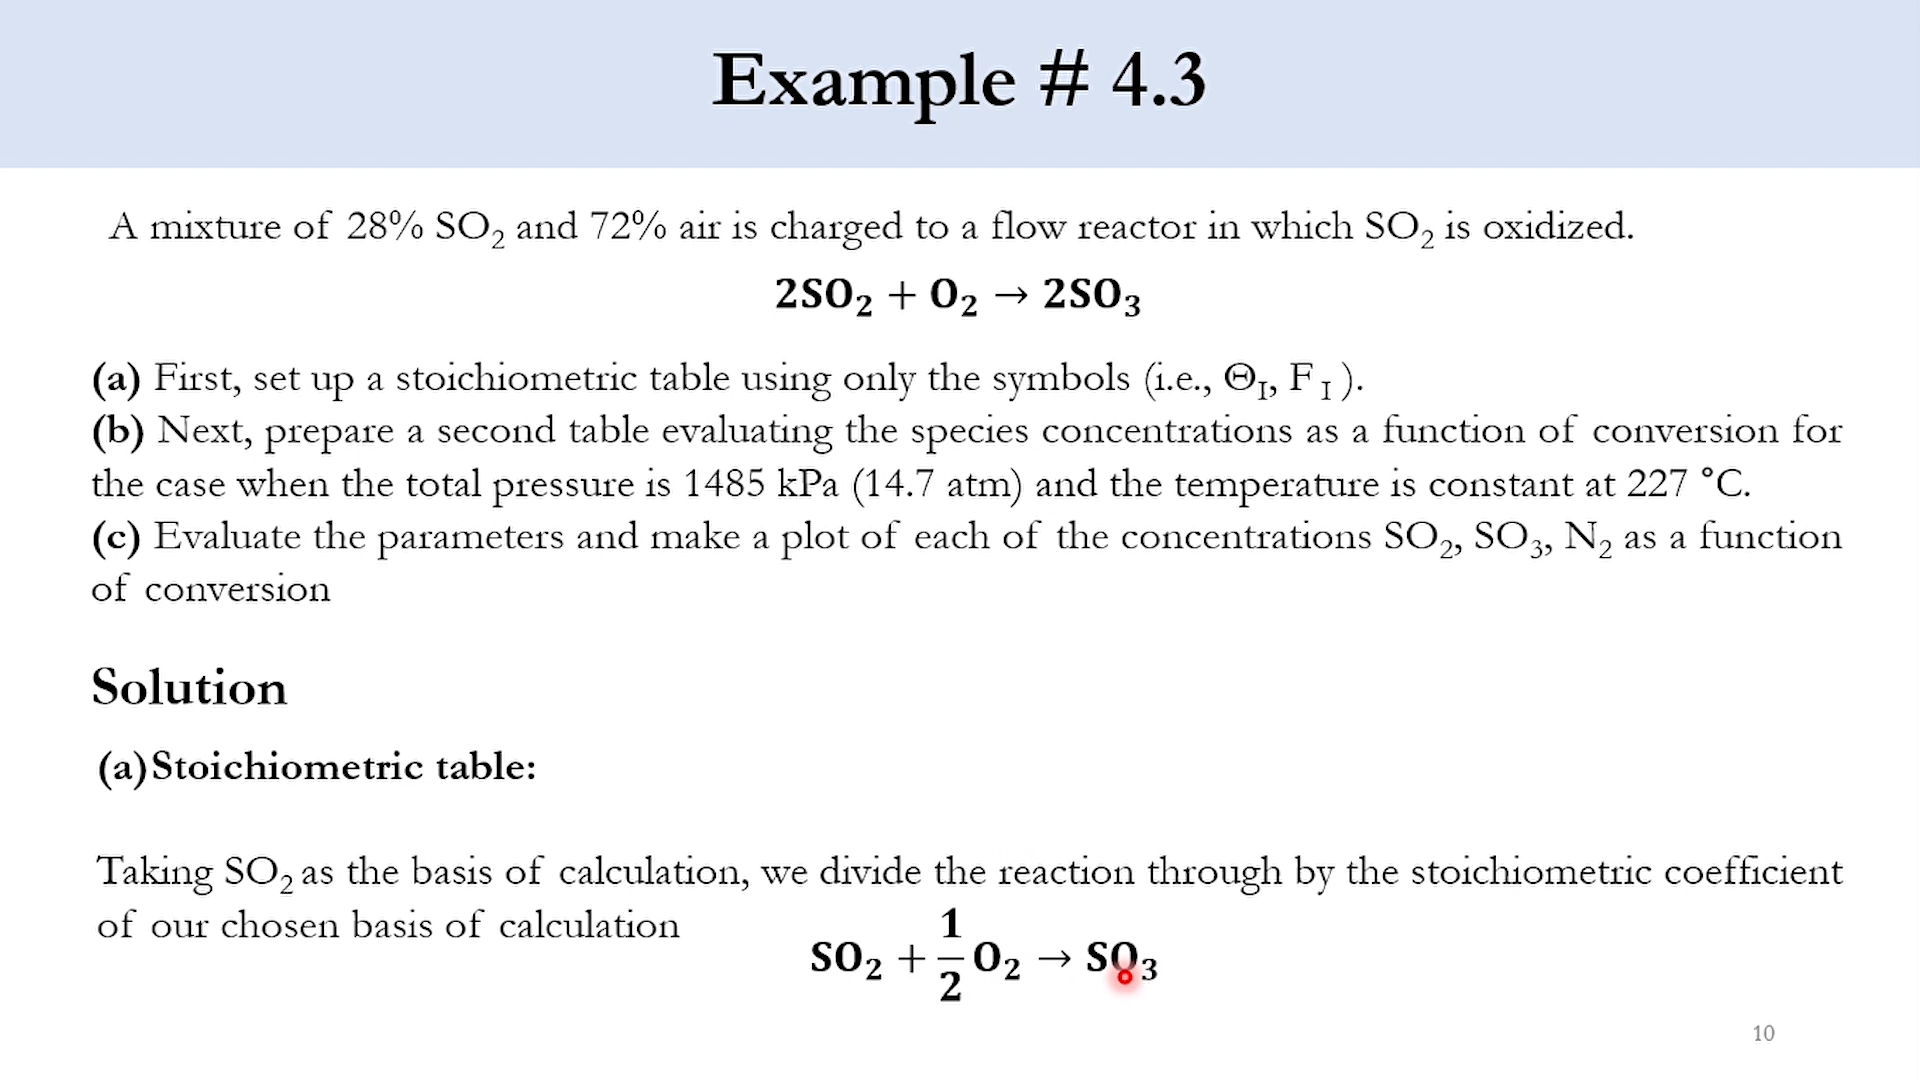 Example # 4.3
A mixture of 28% SO₂ and 72% air is charged to a flow reactor in which SO₂ is oxidized.
2SO₂ + O₂ → 2SO₃
(a) First, set up a stoichiometric table using only the symbols (i.e., Θ_I, F_I).
(b) Next, prepare a second table evaluating the species concentrations as a function of conversion for
the case when the total pressure is 1485 kPa (14.7 atm) and the temperature is constant at 227 °C.
(c) Evaluate the parameters and make a plot of each of the concentrations SO₂, SO₃, N₂ as a function
of conversion
Solution
(a)Stoichiometric table:
Taking SO₂ as the basis of calculation, we divide the reaction through by the stoichiometric coefficient
of our chosen basis of calculation
SO₂ + 1/2 O₂ → SO₃
10